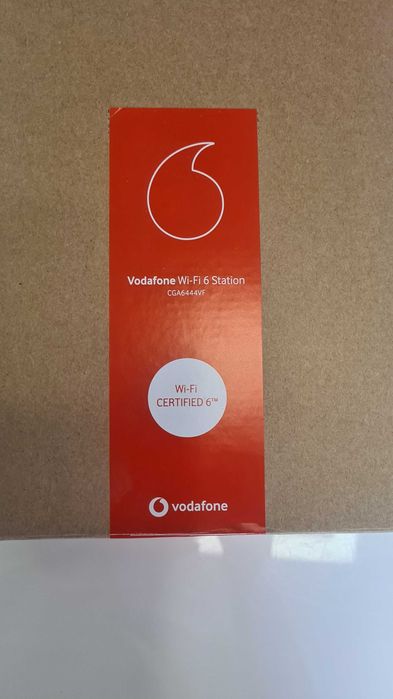 Vodafone Wi-Fi 6 Station
CGA6444VF
Wi-Fi
CERTIFIED 6™
vodafone